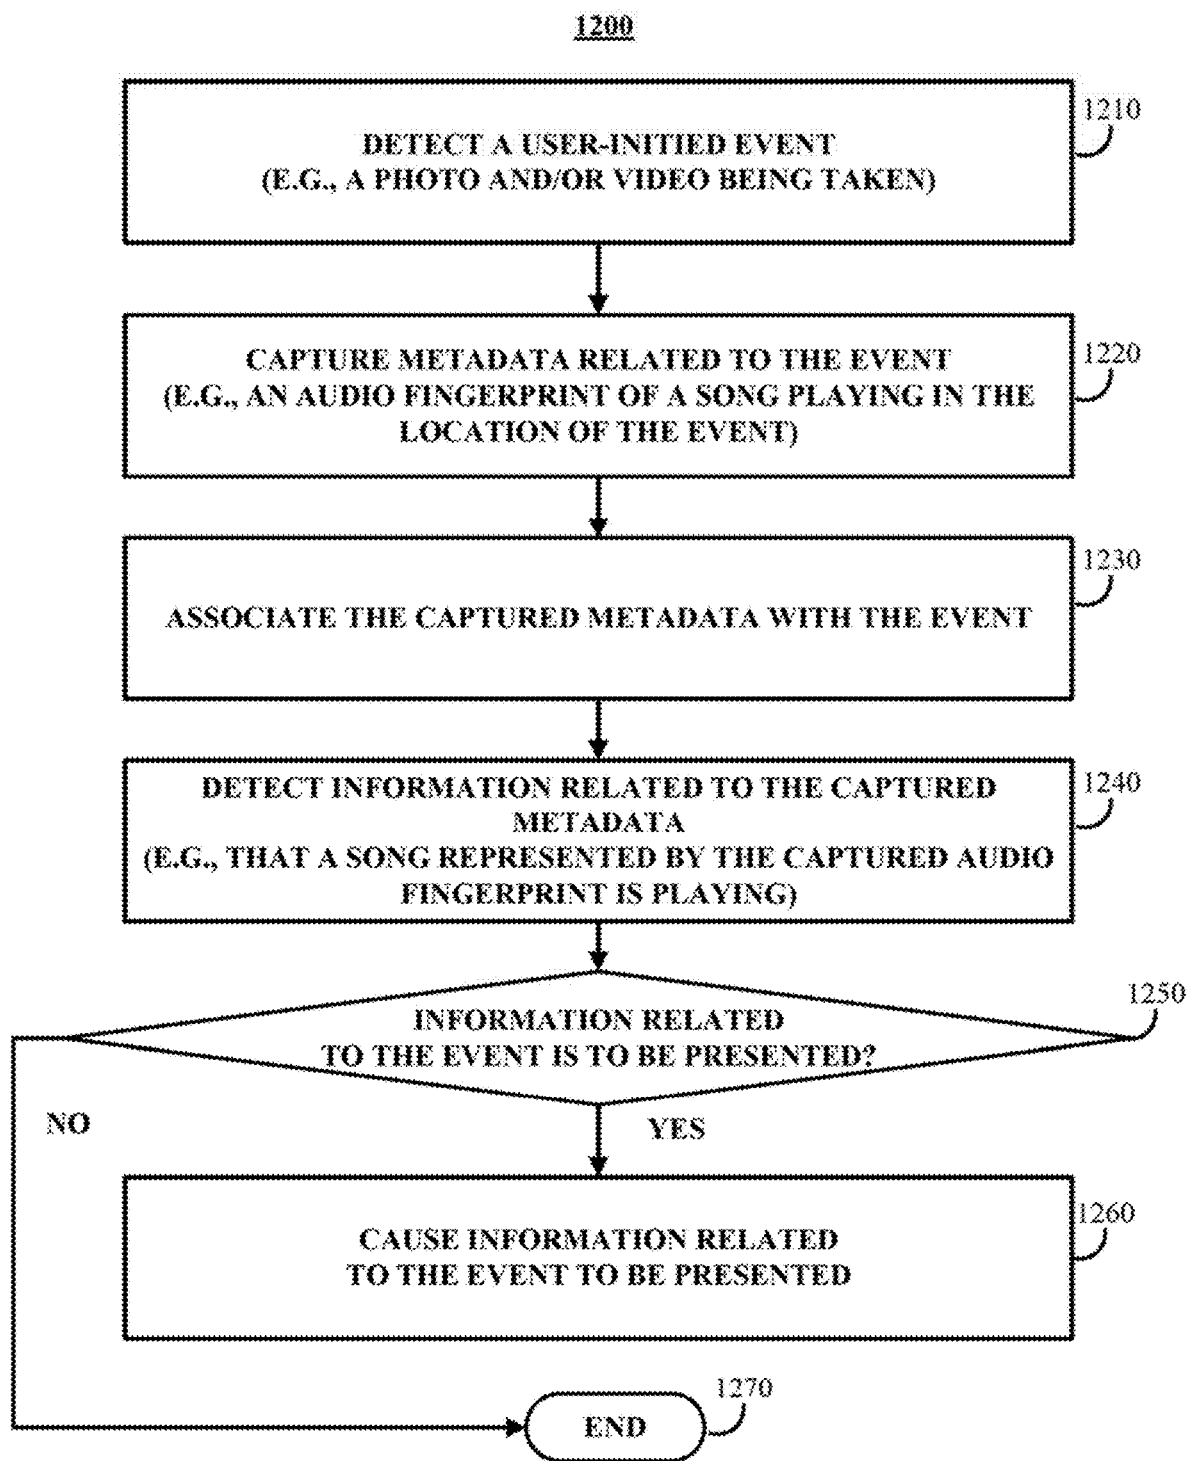 1200
1210
DETECT A USER-INITIED EVENT
(E.G., A PHOTO AND/OR VIDEO BEING TAKEN)
1220
CAPTURE METADATA RELATED TO THE EVENT
(E.G., AN AUDIO FINGERPRINT OF A SONG PLAYING IN THE
LOCATION OF THE EVENT)
1230
ASSOCIATE THE CAPTURED METADATA WITH THE EVENT
1240
DETECT INFORMATION RELATED TO THE CAPTURED
METADATA
(E.G., THAT A SONG REPRESENTED BY THE CAPTURED AUDIO
FINGERPRINT IS PLAYING)
1250
INFORMATION RELATED
TO THE EVENT IS TO BE PRESENTED?
NO
YES
1260
CAUSE INFORMATION RELATED
TO THE EVENT TO BE PRESENTED
1270
END